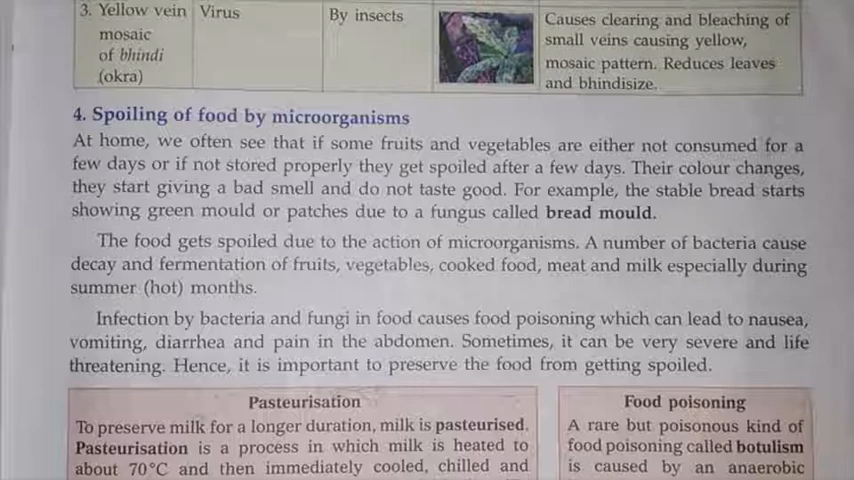 3. Yellow vein mosaic of bhindi (okra)
Virus
By insects
Causes clearing and bleaching of
small veins causing yellow,
mosaic pattern. Reduces leaves
and bhindisize.
4. Spoiling of food by microorganisms
At home, we often see that if some fruits and vegetables are either not consumed for a
few days or if not stored properly they get spoiled after a few days. Their colour changes,
they start giving a bad smell and do not taste good. For example, the stable bread starts
showing green mould or patches due to a fungus called bread mould.
The food gets spoiled due to the action of microorganisms. A number of bacteria cause
decay and fermentation of fruits, vegetables, cooked food, meat and milk especially during
summer (hot) months.
Infection by bacteria and fungi in food causes food poisoning which can lead to nausea,
vomiting, diarrhea and pain in the abdomen. Sometimes, it can be very severe and life
threatening. Hence, it is important to preserve the food from getting spoiled.
Pasteurisation
To preserve milk for a longer duration, milk is pasteurised.
Pasteurisation is a process in which milk is heated to
about 70°C and then immediately cooled, chilled and
Food poisoning
A rare but poisonous kind of
food poisoning called botulism
is caused by an anaerobic